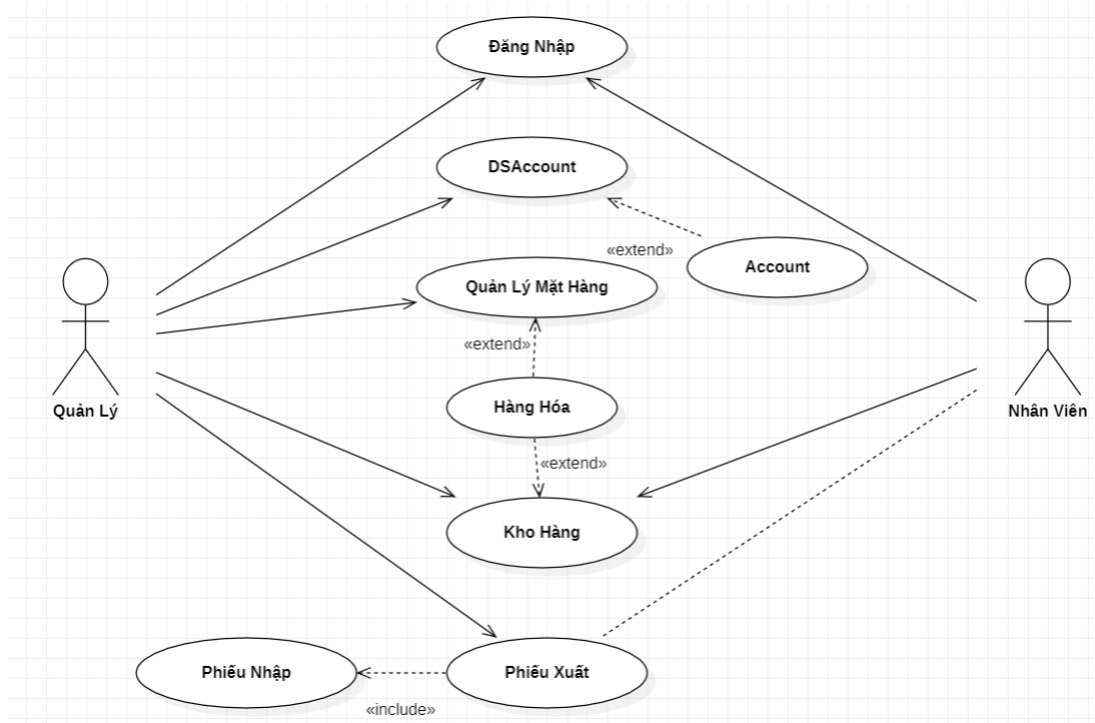 Đăng Nhập
DSAccount
«extend»
Account
Quản Lý Mặt Hàng
«extend»
Hàng Hóa
Quản Lý
Nhân Viên
«extend»
Kho Hàng
Phiếu Nhập
Phiếu Xuất
«include»